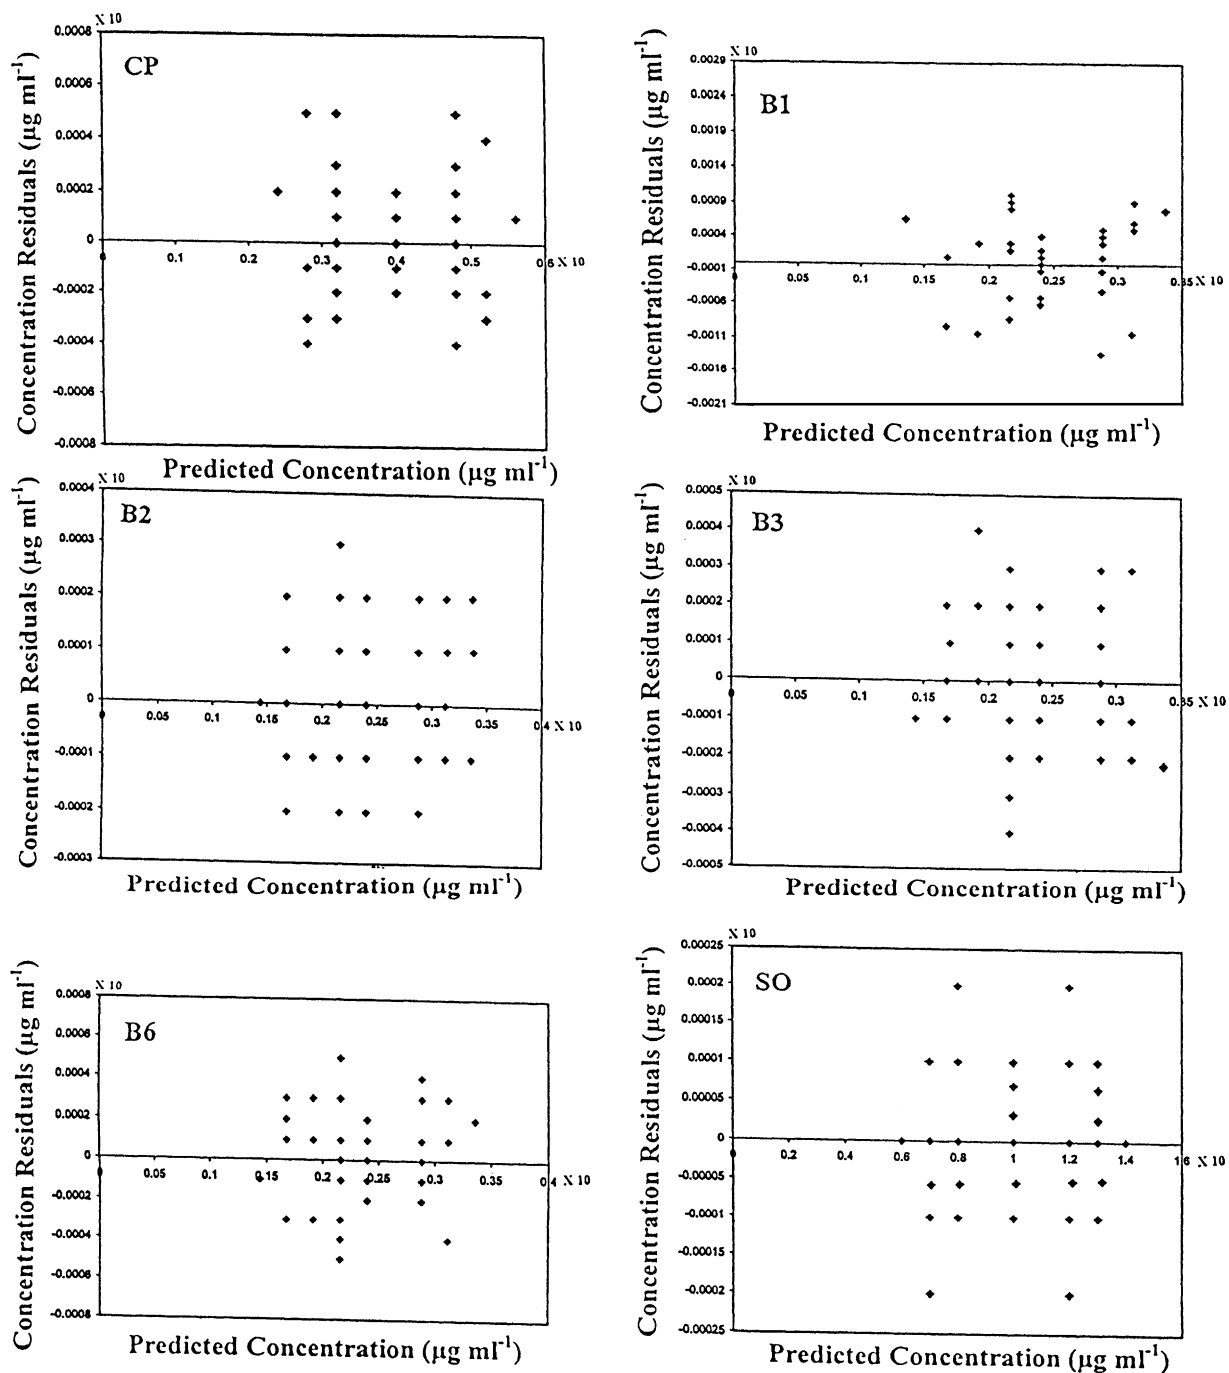 X 10
0.0008
0.0006
0.0004
0.0002
0
-0.0002
-0.0004
-0.0006
-0.0008
CP
0 0.1 0.2 0.3 0.4 0.5 6 X 10
Concentration Residuals (µg ml⁻¹)
Predicted Concentration (µg ml⁻¹)
X 10
0.0029
0.0024
0.0019
0.0014
0.0009
0.0004
-0.0001
-0.0006
-0.0011
-0.0016
-0.0021
B1
0 0.05 0.1 0.15 0.2 0.25 0.3 35 X 10
Concentration Residuals (µg ml⁻¹)
Predicted Concentration (µg ml⁻¹)
X 10
0.0004
0.0003
0.0002
0.0001
0
-0.0001
-0.0002
-0.0003
B2
0 0.05 0.1 0.15 0.2 0.25 0.3 0.35 0.4 X 10
Concentration Residuals (µg ml⁻¹)
Predicted Concentration (µg ml⁻¹)
X 10
0.0005
0.0004
0.0003
0.0002
0.0001
0
-0.0001
-0.0002
-0.0003
-0.0004
-0.0005
B3
0 0.05 0.1 0.15 0.2 0.25 0.3 35 X 10
Concentration Residuals (µg ml⁻¹)
Predicted Concentration (µg ml⁻¹)
X 10
0.0008
0.0006
0.0004
0.0002
0
-0.0002
-0.0004
-0.0006
-0.0008
B6
0 0.05 0.1 0.15 0.2 0.25 0.3 0.35 0.4 X 10
Concentration Residuals (µg ml⁻¹)
Predicted Concentration (µg ml⁻¹)
X 10
0.00025
0.0002
0.00015
0.0001
0.00005
0
-0.00005
-0.0001
-0.00015
-0.0002
-0.00025
SO
0 0.2 0.4 0.6 0.8 1 1.2 1.4 1.6 X 10
Concentration Residuals (µg ml⁻¹)
Predicted Concentration (µg ml⁻¹)